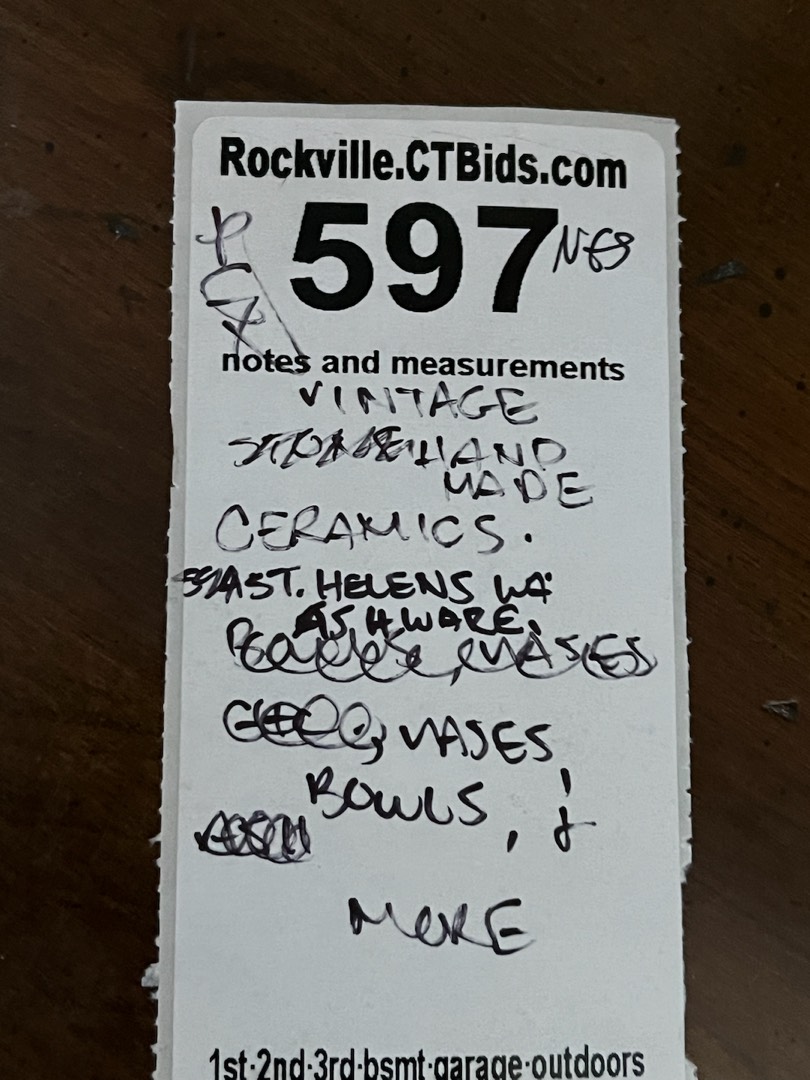 Rockville.CTBids.com
597
notes and measurements
VINTAGE
HAND
MADE
CERAMICS.
ST. HELENS WA
ASHWARE.
VASES
VASES
BOWLS, &
MORE
1st·2nd·3rd·bsmt·garage·outdoors